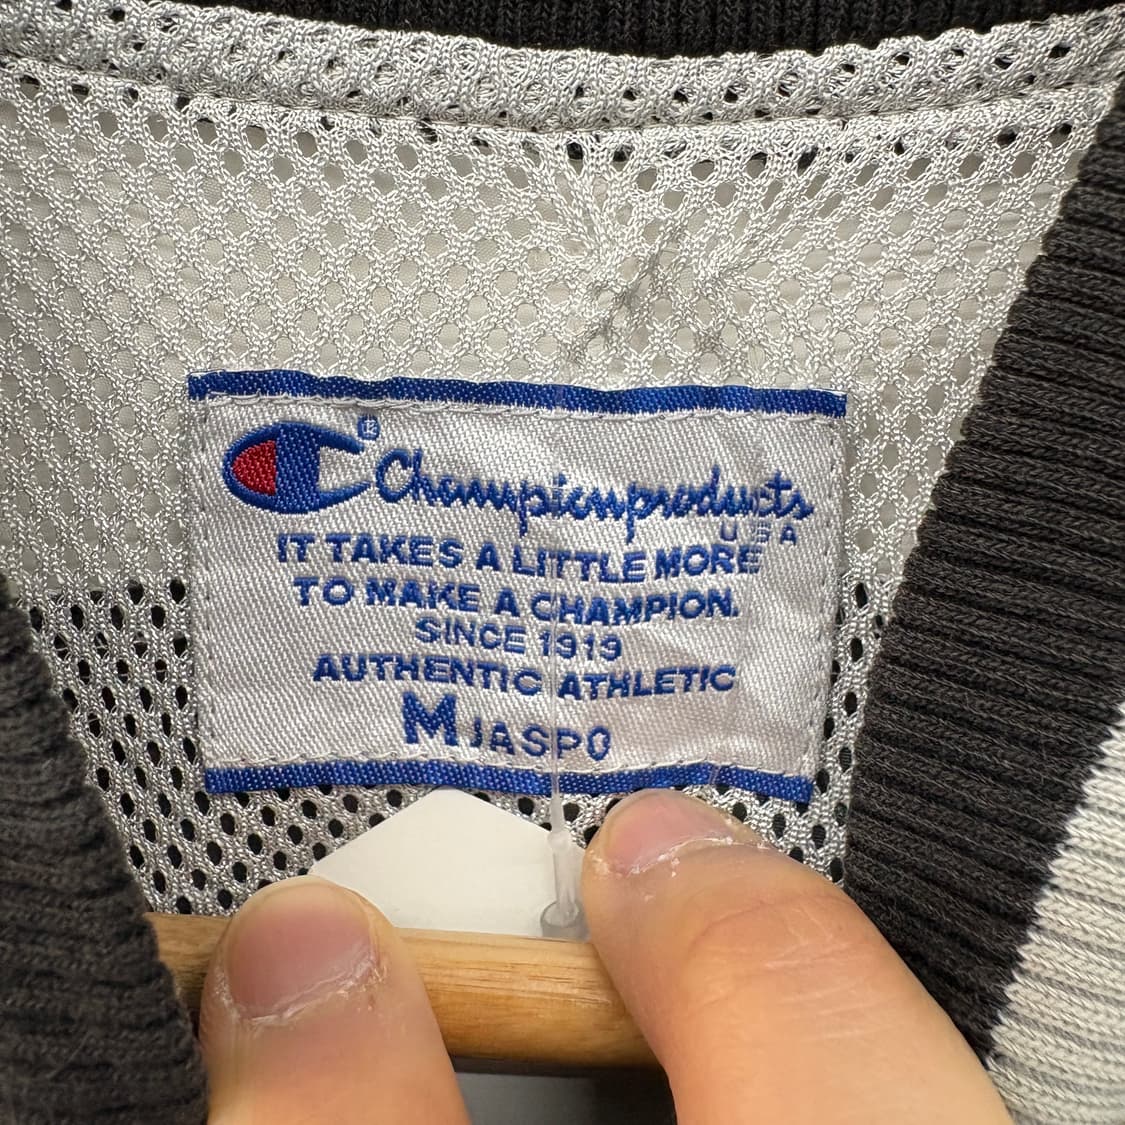 Championproducts®
USA
IT TAKES A LITTLE MORE
TO MAKE A CHAMPION.
SINCE 1919
AUTHENTIC ATHLETIC
M JASPO